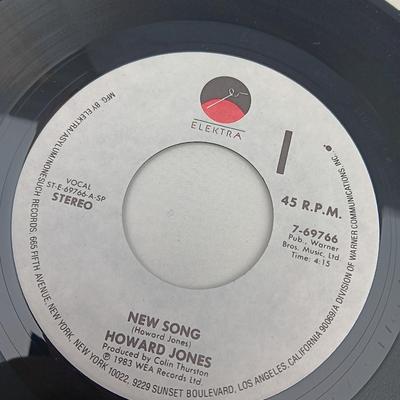 ELEKTRA
VOCAL
ST-E-69766-A-SP
STEREO
45 R.P.M.
7-69766
Pub., Warner
Bros. Music, Ltd
Time: 4:15
NEW SONG
(Howard Jones)
HOWARD JONES
Produced by Colin Thurston
℗ 1983 WEA Records Ltd
MFG. BY ELEKTRA/ASYLUM/NONESUCH RECORDS, 665 FIFTH AVENUE, NEW YORK, NEW YORK 10022, 9229 SUNSET BOULEVARD, LOS ANGELES, CALIFORNIA 90069/A DIVISION OF WARNER COMMUNICATIONS INC.